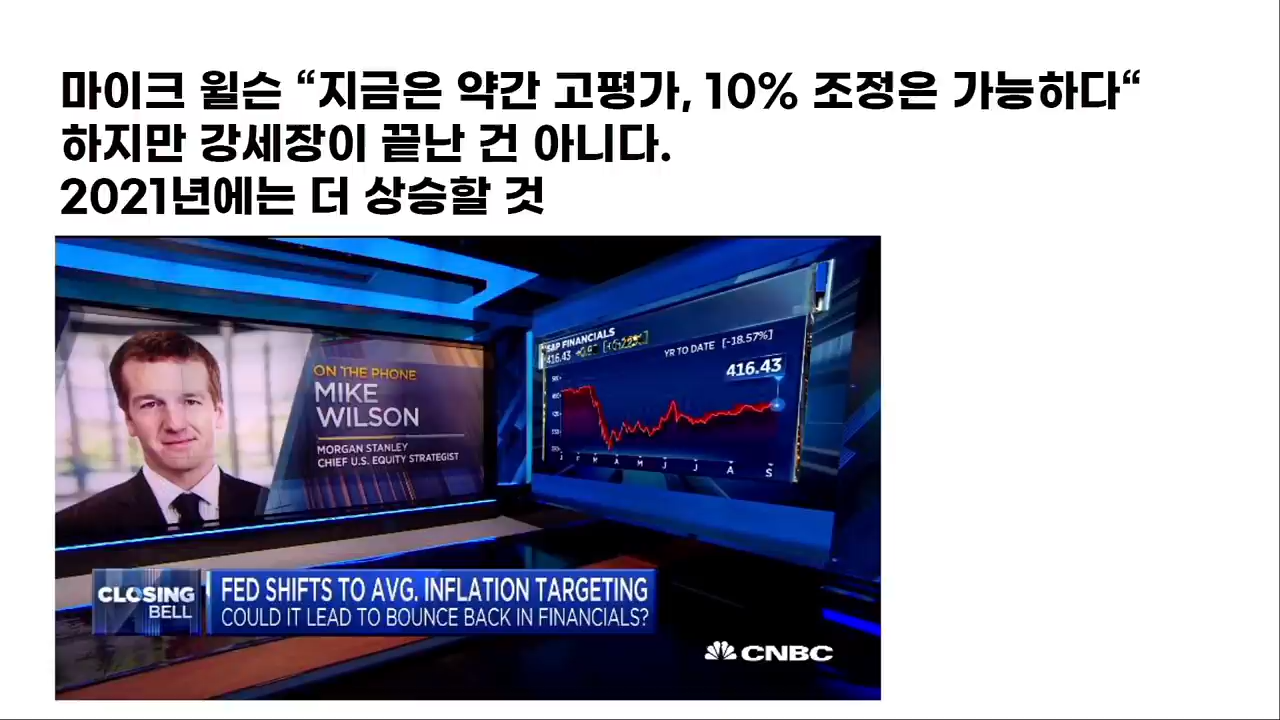 마이크 윌슨 “지금은 약간 고평가, 10% 조정은 가능하다“
하지만 강세장이 끝난 건 아니다.
2021년에는 더 상승할 것
ON THE PHONE
MIKE
WILSON
MORGAN STANLEY
CHIEF U.S. EQUITY STRATEGIST
S&P FINANCIALS
416.43
YR TO DATE [-18.57%]
416.43
J F M A M J J A S
CLOSING
BELL
FED SHIFTS TO AVG. INFLATION TARGETING
COULD IT LEAD TO BOUNCE BACK IN FINANCIALS?
CNBC